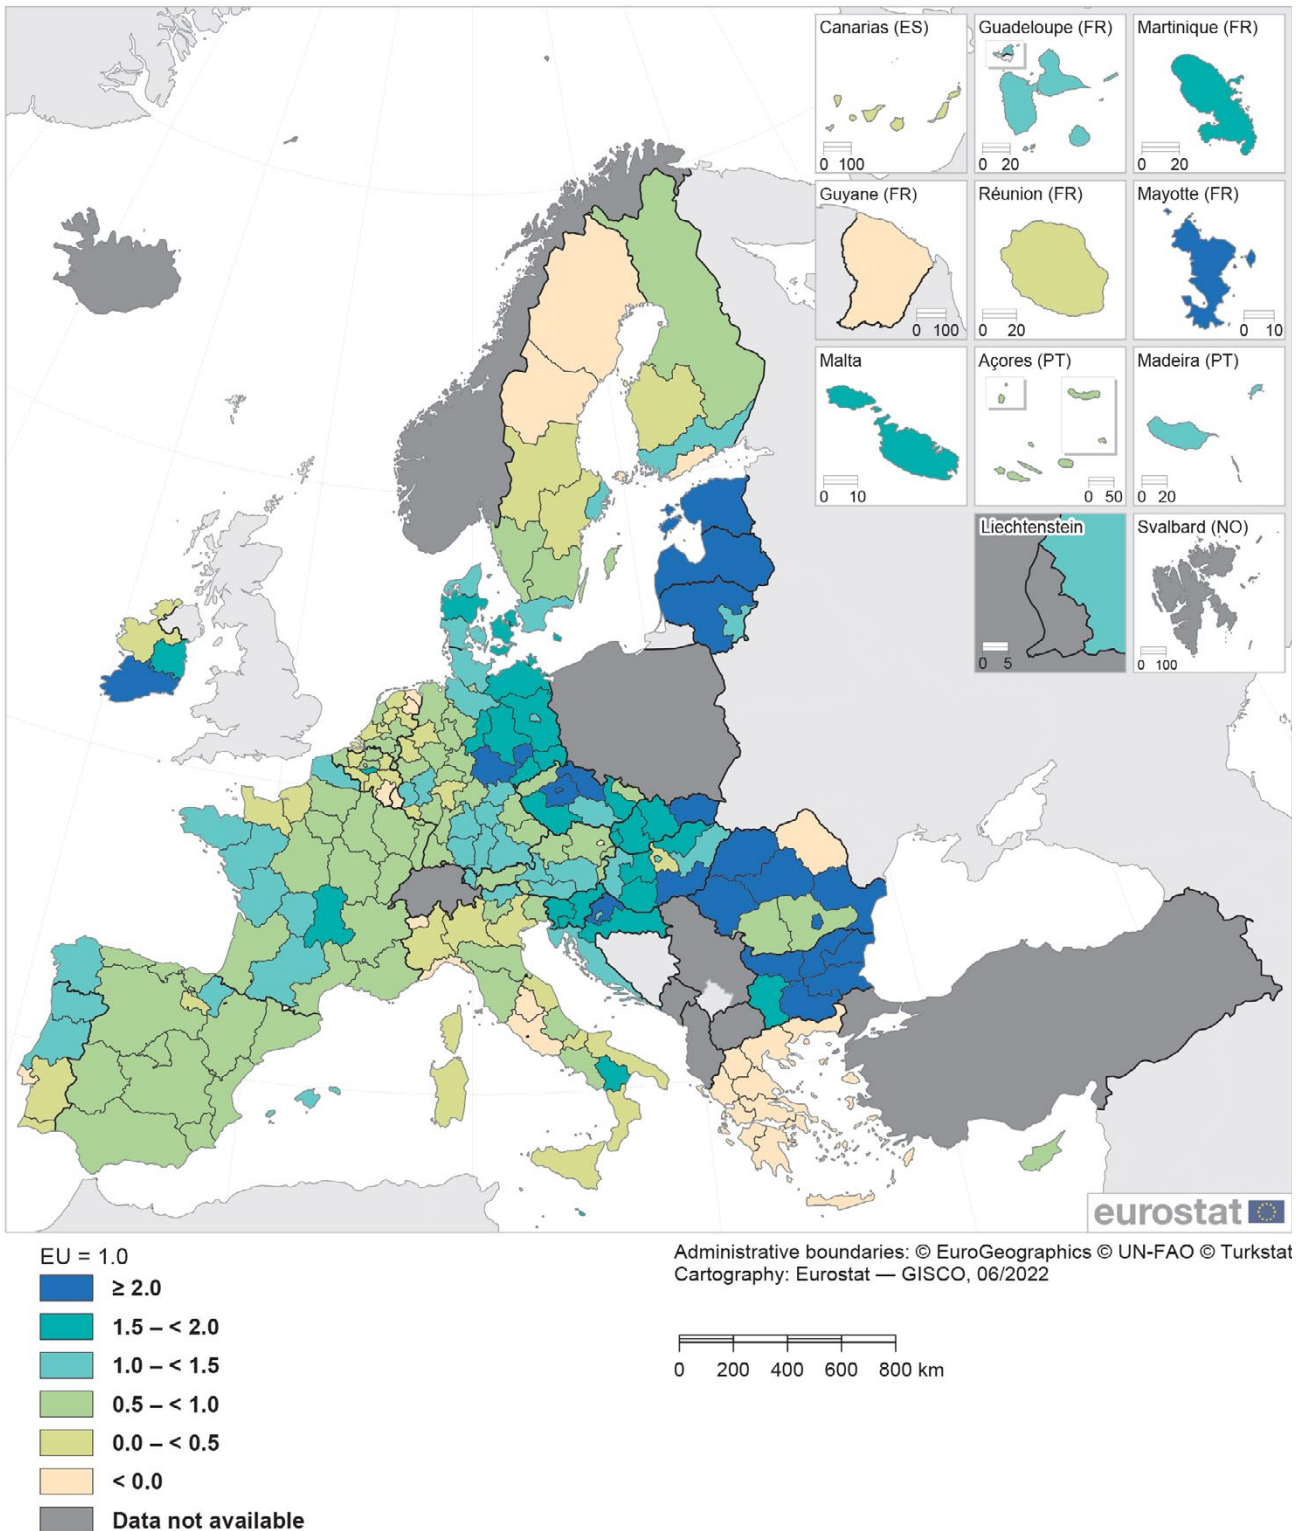 Canarias (ES)
0 100
Guadeloupe (FR)
0 20
Martinique (FR)
0 20
Guyane (FR)
0 100
Réunion (FR)
0 20
Mayotte (FR)
0 10
Malta
0 10
Açores (PT)
0 50
Madeira (PT)
0 20
Liechtenstein
0 5
Svalbard (NO)
0 100
eurostat
EU = 1.0
≥ 2.0
1.5 – < 2.0
1.0 – < 1.5
0.5 – < 1.0
0.0 – < 0.5
< 0.0
Data not available
Administrative boundaries: © EuroGeographics © UN-FAO © Turkstat
Cartography: Eurostat — GISCO, 06/2022
0 200 400 600 800 km